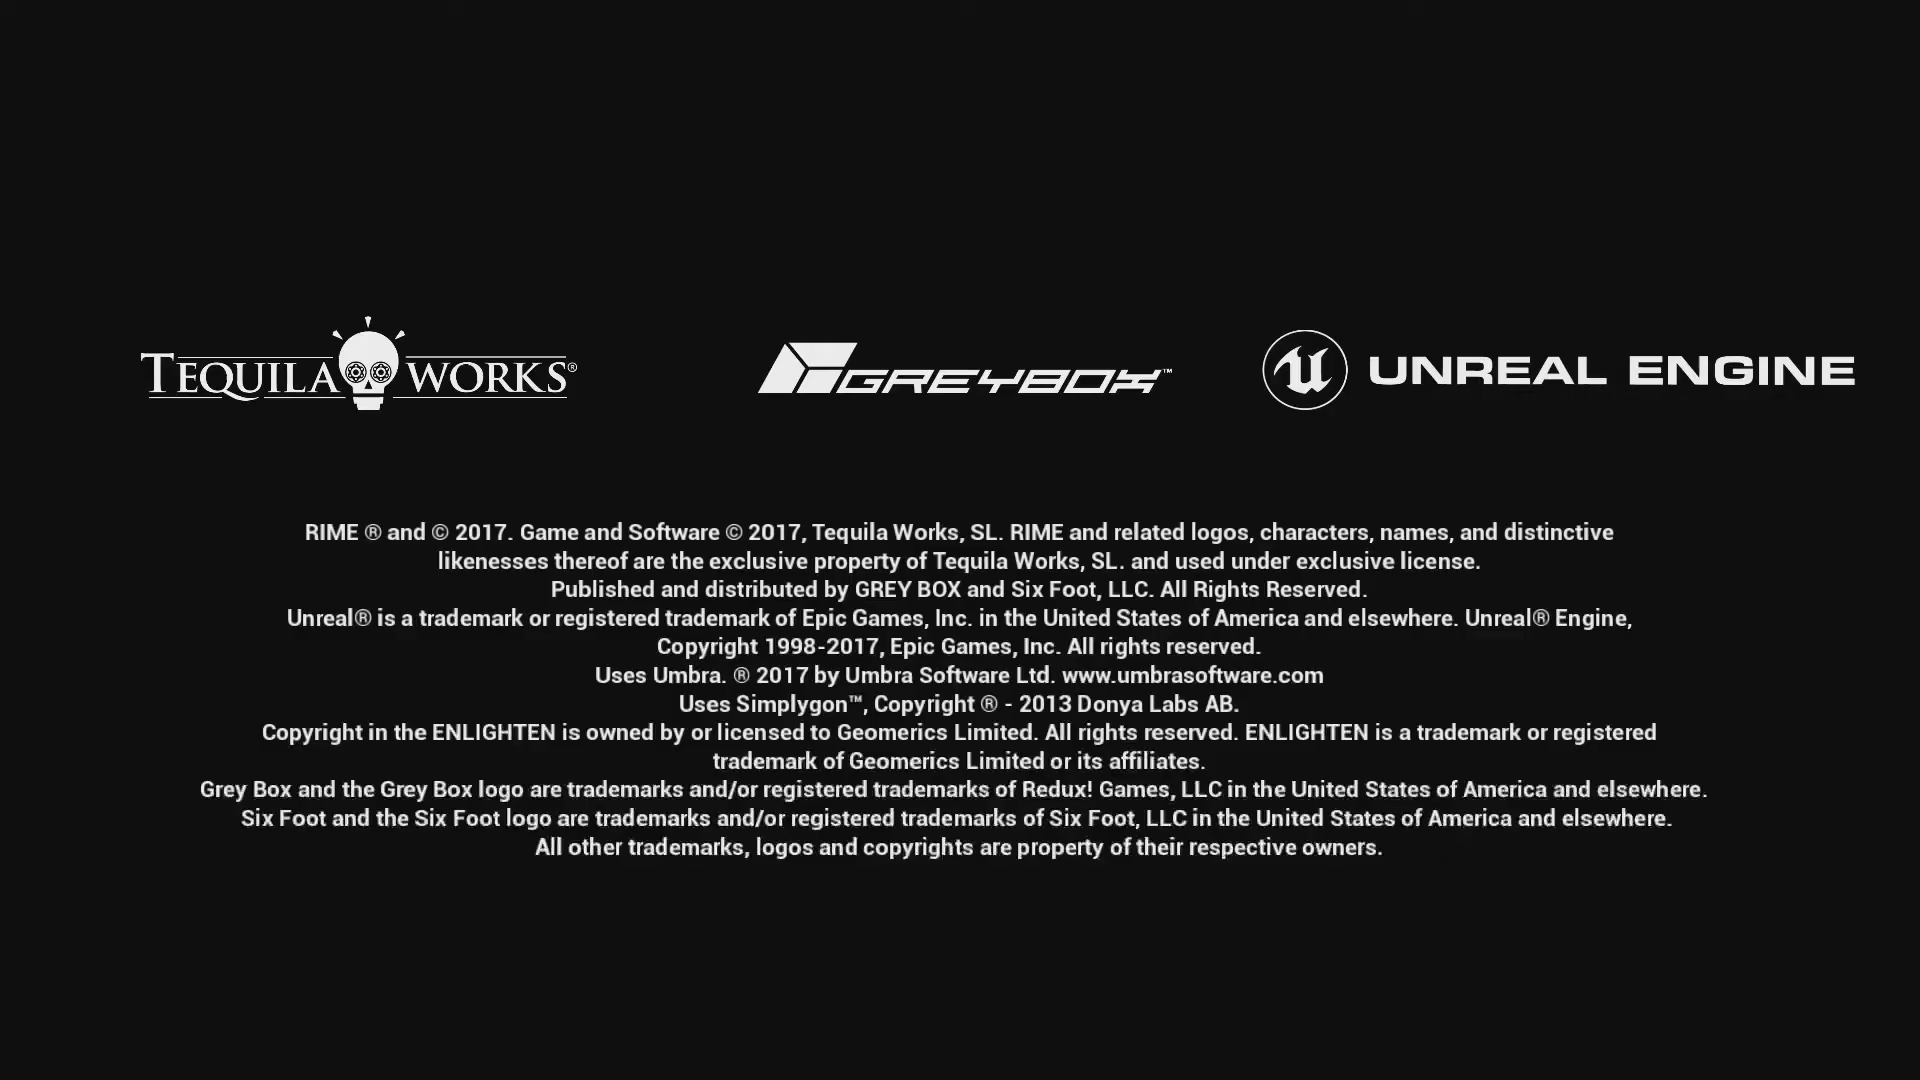 TEQUILA WORKS®
GREYBOX™
UNREAL ENGINE
RIME ® and © 2017. Game and Software © 2017, Tequila Works, SL. RIME and related logos, characters, names, and distinctive
likenesses thereof are the exclusive property of Tequila Works, SL. and used under exclusive license.
Published and distributed by GREY BOX and Six Foot, LLC. All Rights Reserved.
Unreal® is a trademark or registered trademark of Epic Games, Inc. in the United States of America and elsewhere. Unreal® Engine,
Copyright 1998-2017, Epic Games, Inc. All rights reserved.
Uses Umbra. ® 2017 by Umbra Software Ltd. www.umbrasoftware.com
Uses Simplygon™, Copyright ® - 2013 Donya Labs AB.
Copyright in the ENLIGHTEN is owned by or licensed to Geomerics Limited. All rights reserved. ENLIGHTEN is a trademark or registered
trademark of Geomerics Limited or its affiliates.
Grey Box and the Grey Box logo are trademarks and/or registered trademarks of Redux! Games, LLC in the United States of America and elsewhere.
Six Foot and the Six Foot logo are trademarks and/or registered trademarks of Six Foot, LLC in the United States of America and elsewhere.
All other trademarks, logos and copyrights are property of their respective owners.